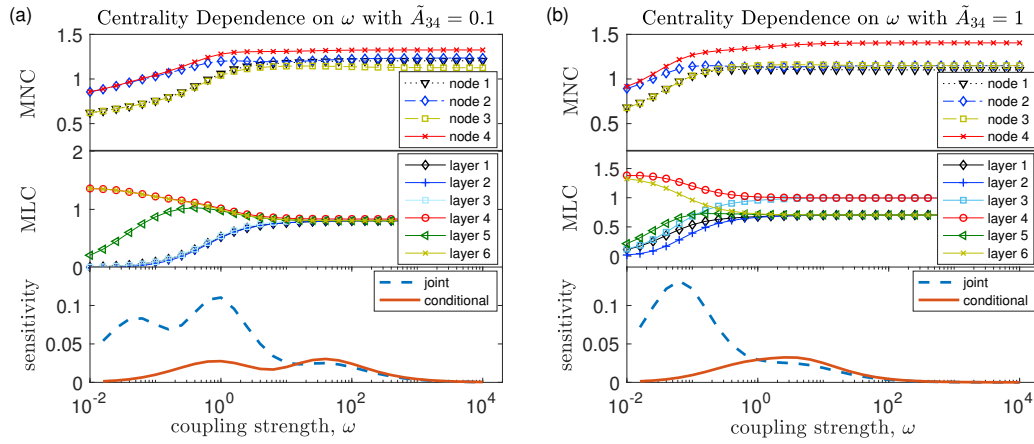 (a) Centrality Dependence on ω with Ã₃₄ = 0.1
MNC
1.5
1
0.5
node 1
node 2
node 3
node 4
MLC
2
1
0
layer 1
layer 2
layer 3
layer 4
layer 5
layer 6
sensitivity
0.1
0.05
0
joint
conditional
10⁻² 10⁰ 10² 10⁴
coupling strength, ω
(b) Centrality Dependence on ω with Ã₃₄ = 1
MNC
1.5
1
0.5
node 1
node 2
node 3
node 4
MLC
1.5
1.0
0.5
0
layer 1
layer 2
layer 3
layer 4
layer 5
layer 6
sensitivity
0.1
0.05
0
joint
conditional
10⁻² 10⁻¹ 10⁰ 10¹ 10² 10³ 10⁴
coupling strength, ω